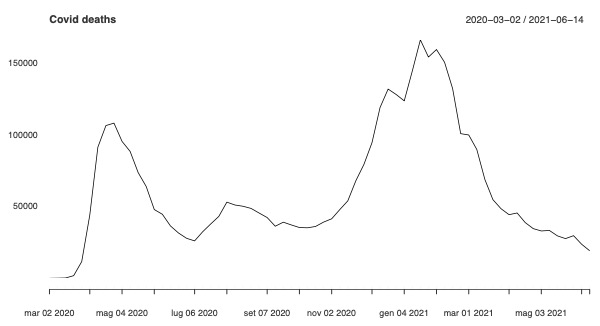 Covid deaths 2020−03−02 / 2021−06−14
150000
100000
50000
mar 02 2020 mag 04 2020 lug 06 2020 set 07 2020 nov 02 2020 gen 04 2021 mar 01 2021 mag 03 2021